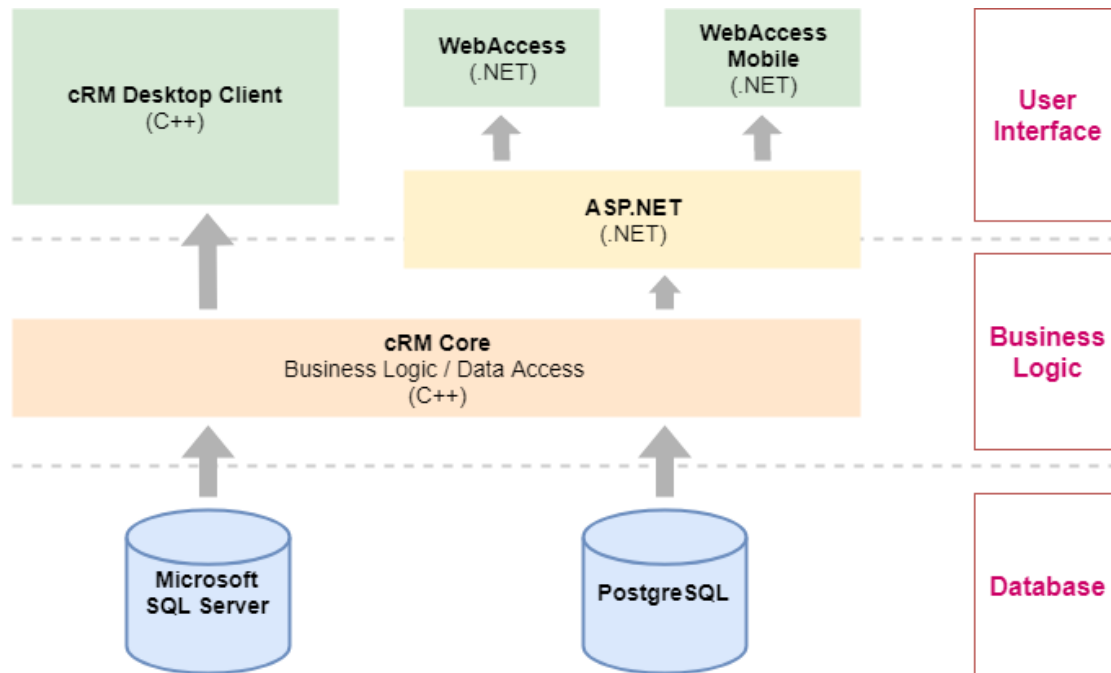 cRM Desktop Client
(C++)
WebAccess
(.NET)
WebAccess
Mobile
(.NET)
User
Interface
ASP.NET
(.NET)
cRM Core
Business Logic / Data Access
(C++)
Business
Logic
Microsoft
SQL Server
PostgreSQL
Database